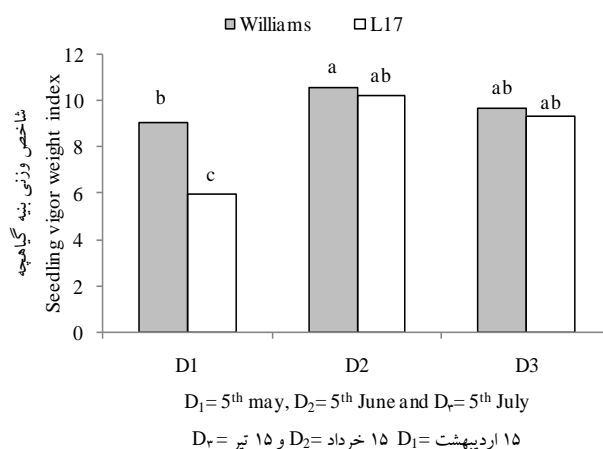 Williams L17
شاخص وزنی بنیه گیاهچه
Seedling vigor weight index
12
10
8
6
4
2
0
b
c
a
ab
ab
ab
D1 D2 D3
D₁= 5ᵗʰ may, D₂= 5ᵗʰ June and D₃= 5ᵗʰ July
۱۵ اردیبهشت =D₁ ۱۵ خرداد =D₂ و ۱۵ تیر = D₃